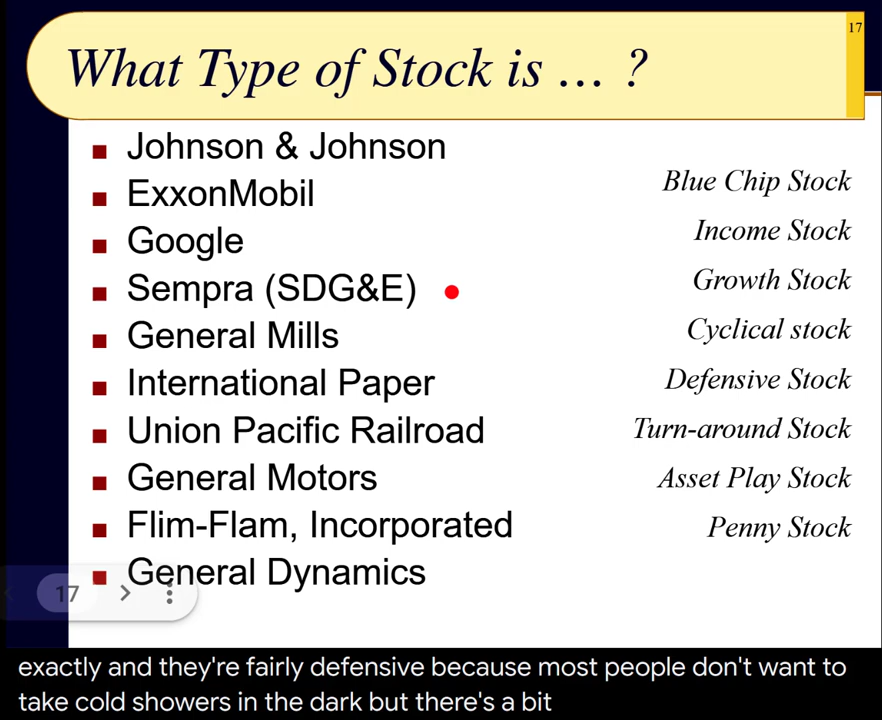 17
What Type of Stock is … ?
Johnson & Johnson
ExxonMobil
Google
Sempra (SDG&E)
General Mills
International Paper
Union Pacific Railroad
General Motors
Flim-Flam, Incorporated
General Dynamics
Blue Chip Stock
Income Stock
Growth Stock
Cyclical stock
Defensive Stock
Turn-around Stock
Asset Play Stock
Penny Stock
17
exactly and they're fairly defensive because most people don't want to
take cold showers in the dark but there's a bit